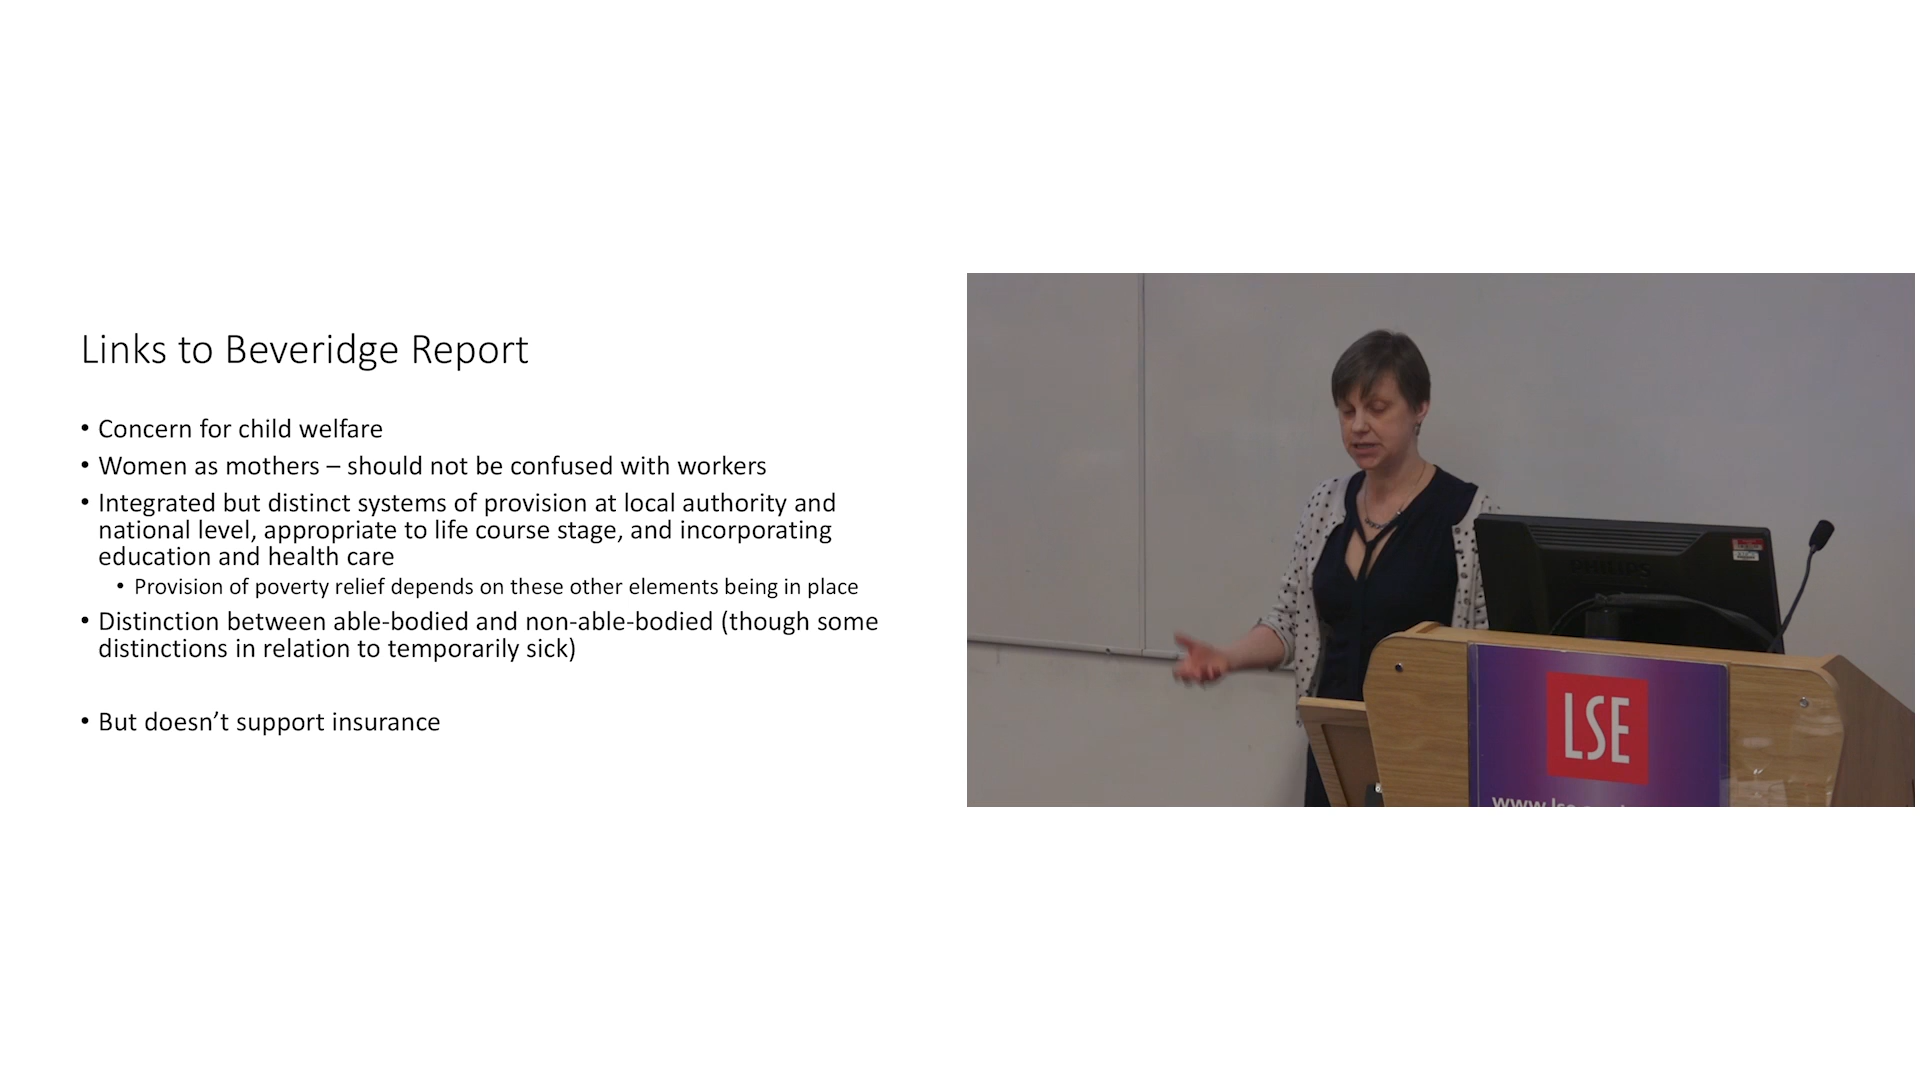 Links to Beveridge Report
• Concern for child welfare
• Women as mothers – should not be confused with workers
• Integrated but distinct systems of provision at local authority and
national level, appropriate to life course stage, and incorporating
education and health care
• Provision of poverty relief depends on these other elements being in place
• Distinction between able-bodied and non-able-bodied (though some
distinctions in relation to temporarily sick)
• But doesn’t support insurance
PHILIPS
LSE